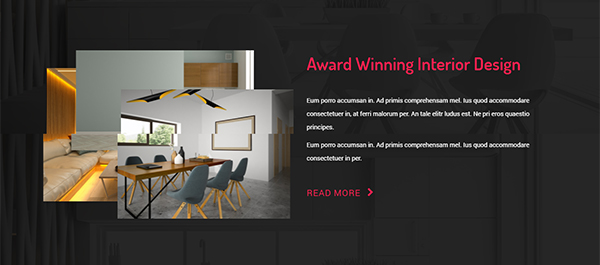 Award Winning Interior Design
Eum porro accumsan in. Ad primis comprehensam mel. Ius quod accommodare
consectetuer in, at ferri malorum per. An tale elitr ludus est. Ne pri eros quaestio
principes.
Eum porro accumsan in. Ad primis comprehensam mel. Ius quod accommodare
consectetuer in per.
READ MORE